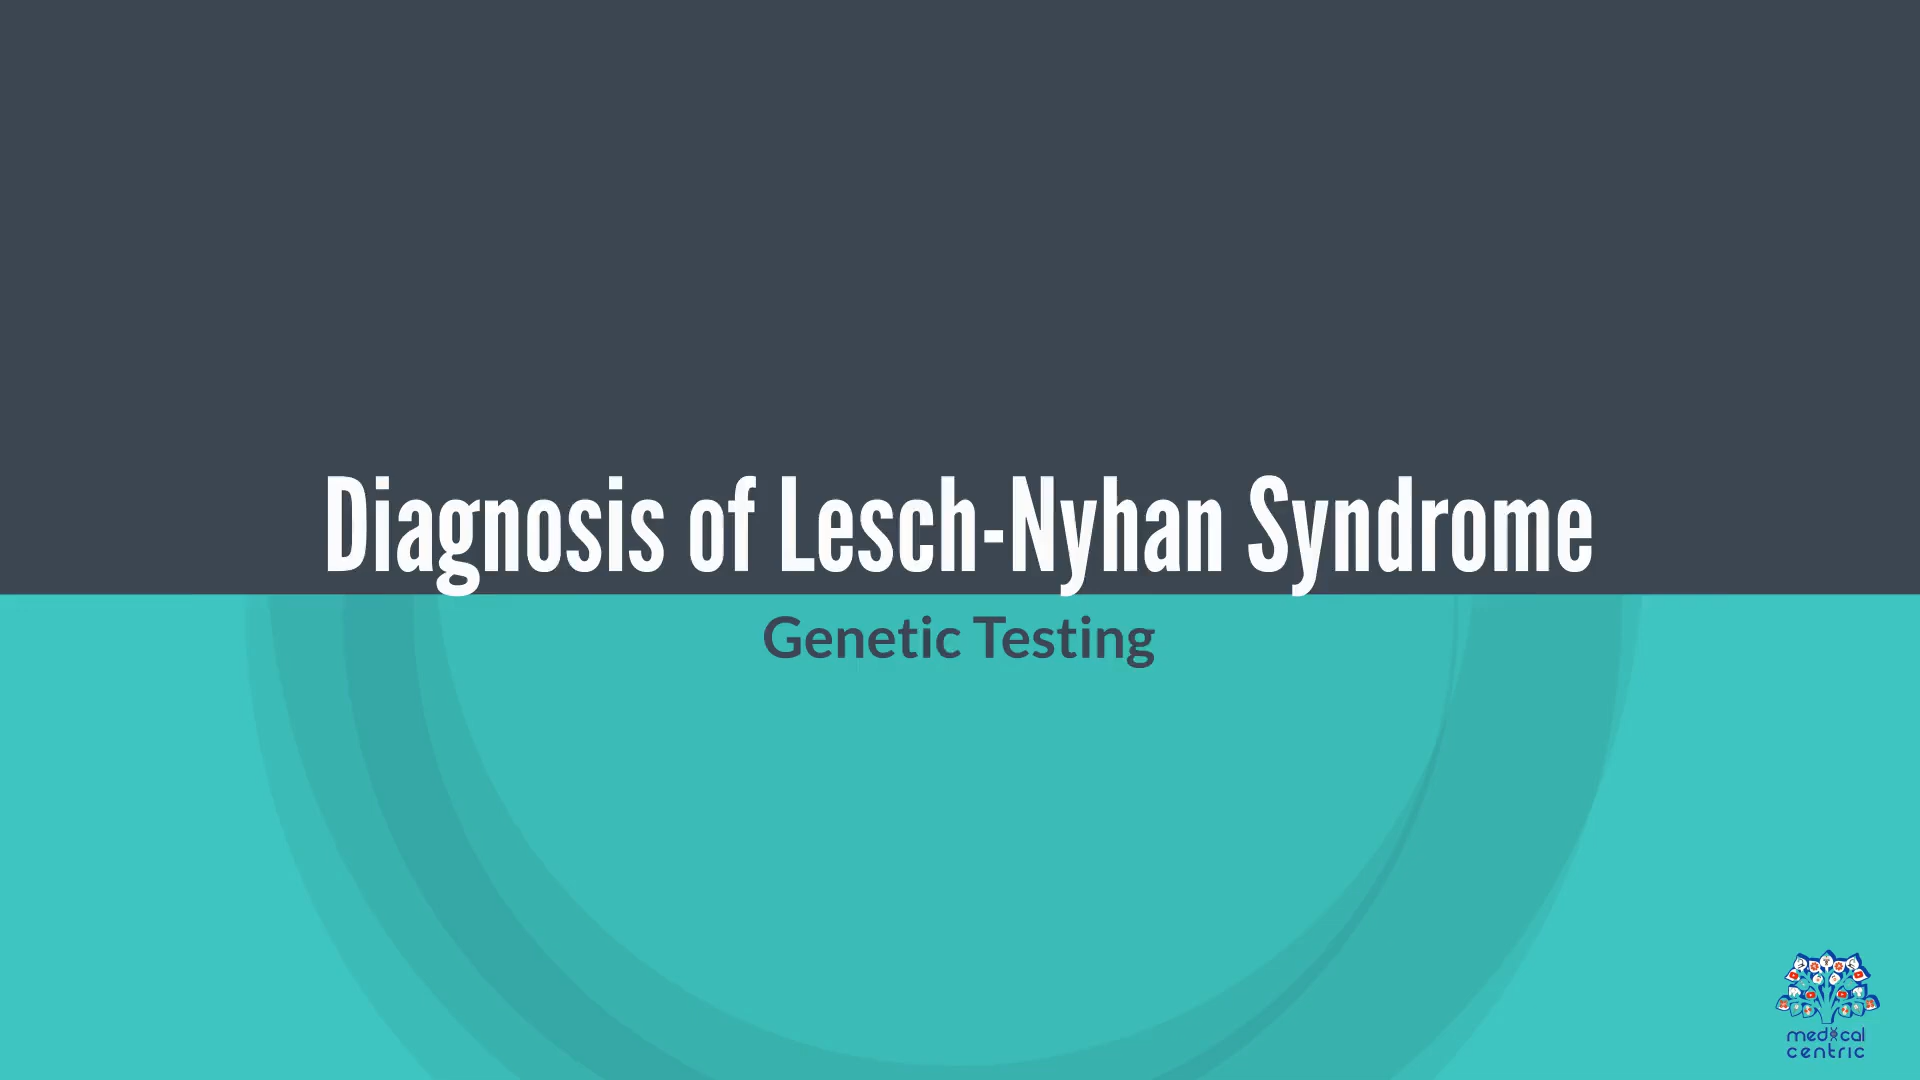 Diagnosis of Lesch-Nyhan Syndrome
Genetic Testing
medical
centric